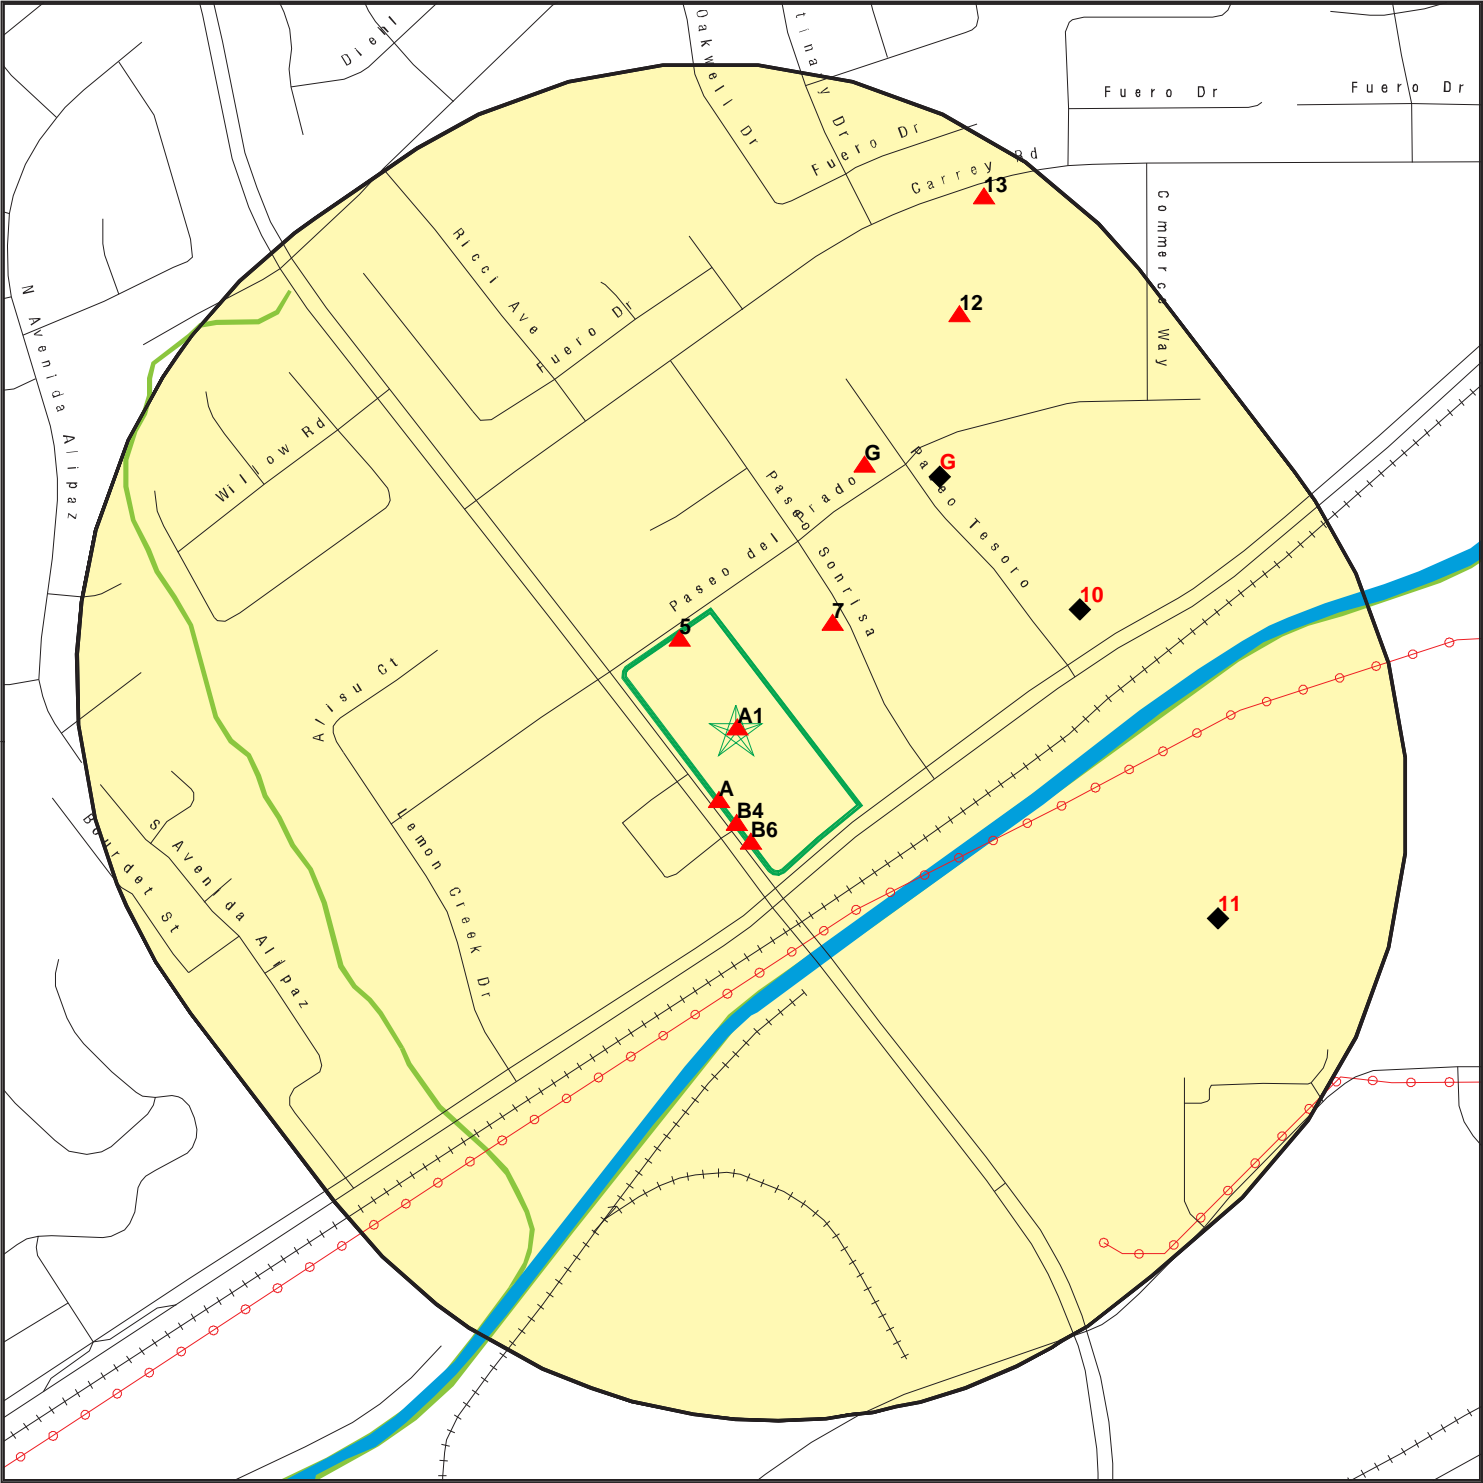 Diehl
Oakwell Dr
tinary Dr
Fuero Dr
Fuero Dr
Fuero Dr
Carrey Rd
13
Commerce Way
Ricci Ave
Fuero Dr
12
N Avenida Alipaz
Willow Rd
G
G
Paseo Tesoro
Paseo del Prado
Paseo Sonrisa
10
7
5
Alisu Ct
A1
A
B4
B6
Lemon Creek Dr
Bourdet St
S Avenida Alipaz
11